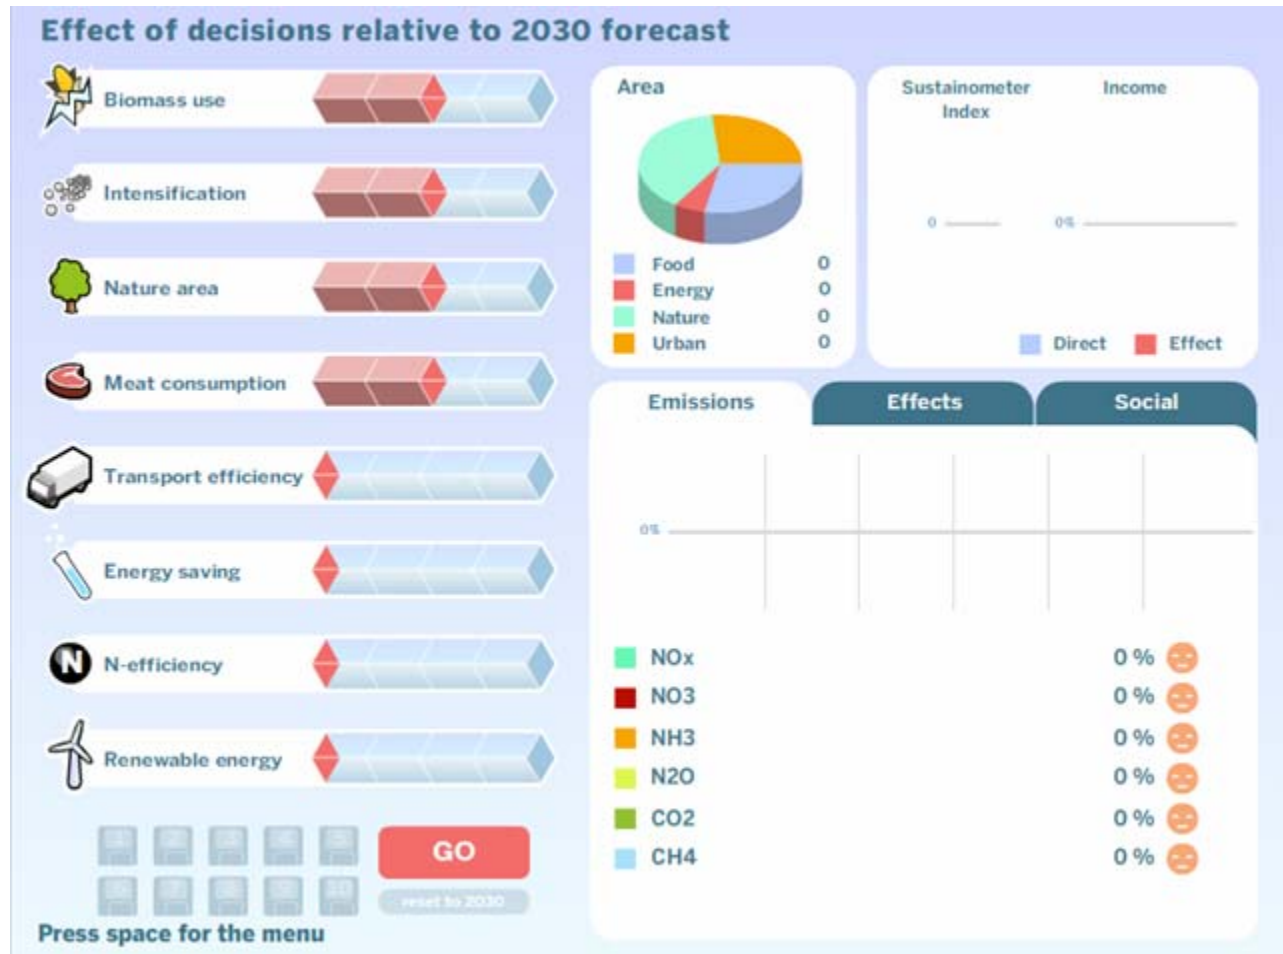 Effect of decisions relative to 2030 forecast
Biomass use
Intensification
Nature area
Meat consumption
Transport efficiency
Energy saving
N
N-efficiency
Renewable energy
GO
reset to 2030
Press space for the menu
Area
Food 0
Energy 0
Nature 0
Urban 0
Sustainometer Income
Index
0 0%
Direct Effect
Emissions Effects Social
0%
NOx 0 %
NO3 0 %
NH3 0 %
N2O 0 %
CO2 0 %
CH4 0 %